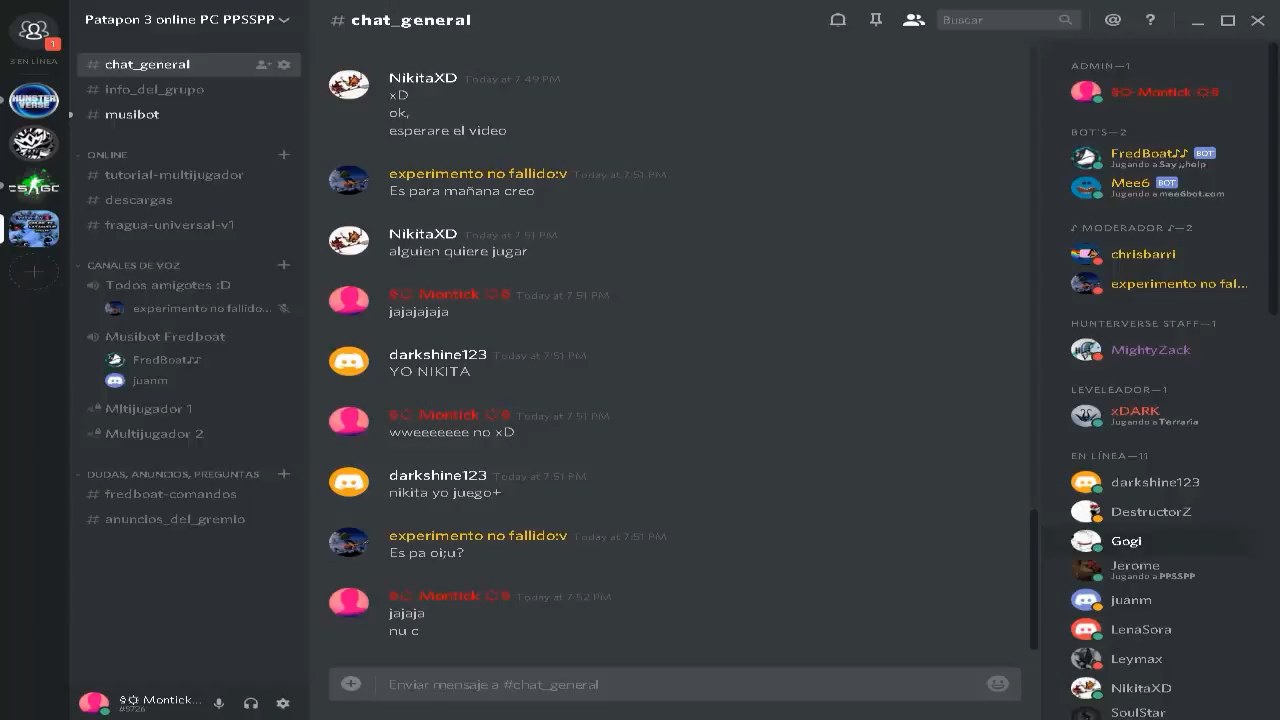 Patapon 3 online PC PPSSPP
# chat_general
Buscar
1
3 EN LÍNEA
HUNSTER
VERSE
CS:GO
# chat_general
# info_del_grupo
# musibot
ONLINE
# tutorial-multijugador
# descargas
# fragua-universal-v1
CANALES DE VOZ
Todos amigotes :D
experimento no fallido...
Musibot Fredboat
FredBoat♪♪
juanm
Mltijugador 1
Multijugador 2
DUDAS, ANUNCIOS, PREGUNTAS
# fredboat-comandos
# anuncios_del_gremio
Montick...
#5726
NikitaXD Today at 7:49 PM
xD
ok,
esperare el video
experimento no fallido:v Today at 7:51 PM
Es para mañana creo
NikitaXD Today at 7:51 PM
alguien quiere jugar
Montick Today at 7:51 PM
jajajajaja
darkshine123 Today at 7:51 PM
YO NIKITA
Montick Today at 7:51 PM
wweeeeeee no xD
darkshine123 Today at 7:51 PM
nikita yo juego+
experimento no fallido:v Today at 7:51 PM
Es pa oi;u?
Montick Today at 7:52 PM
jajaja
nu c
Enviar mensaje a #chat_general
ADMIN—1
Montick
BOT'S—2
FredBoat♪♪ BOT
Jugando a Say ;;help
Mee6 BOT
Jugando a mee6bot.com
♪ MODERADOR ♪—2
chrisbarri
experimento no fal...
HUNTERVERSE STAFF—1
MightyZack
LEVELEADOR—1
xDARK
Jugando a Terraria
EN LÍNEA—11
darkshine123
DestructorZ
Gogi
Jerome
Jugando a PPSSPP
juanm
LenaSora
Leymax
NikitaXD
SoulStar